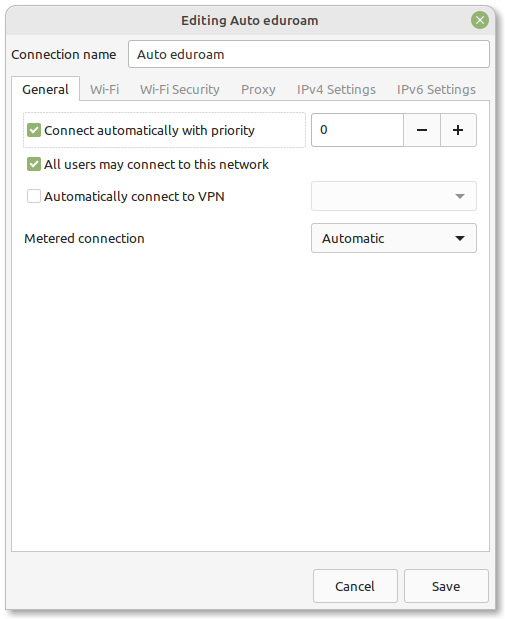 Editing Auto eduroam
Connection name Auto eduroam
General Wi-Fi Wi-Fi Security Proxy IPv4 Settings IPv6 Settings
Connect automatically with priority 0
All users may connect to this network
Automatically connect to VPN
Metered connection Automatic
Cancel Save